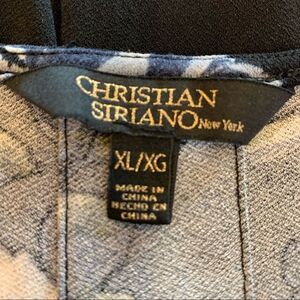 CHRISTIAN
SIRIANO New York
XL/XG
MADE IN
CHINA
HECHO EN
CHINA